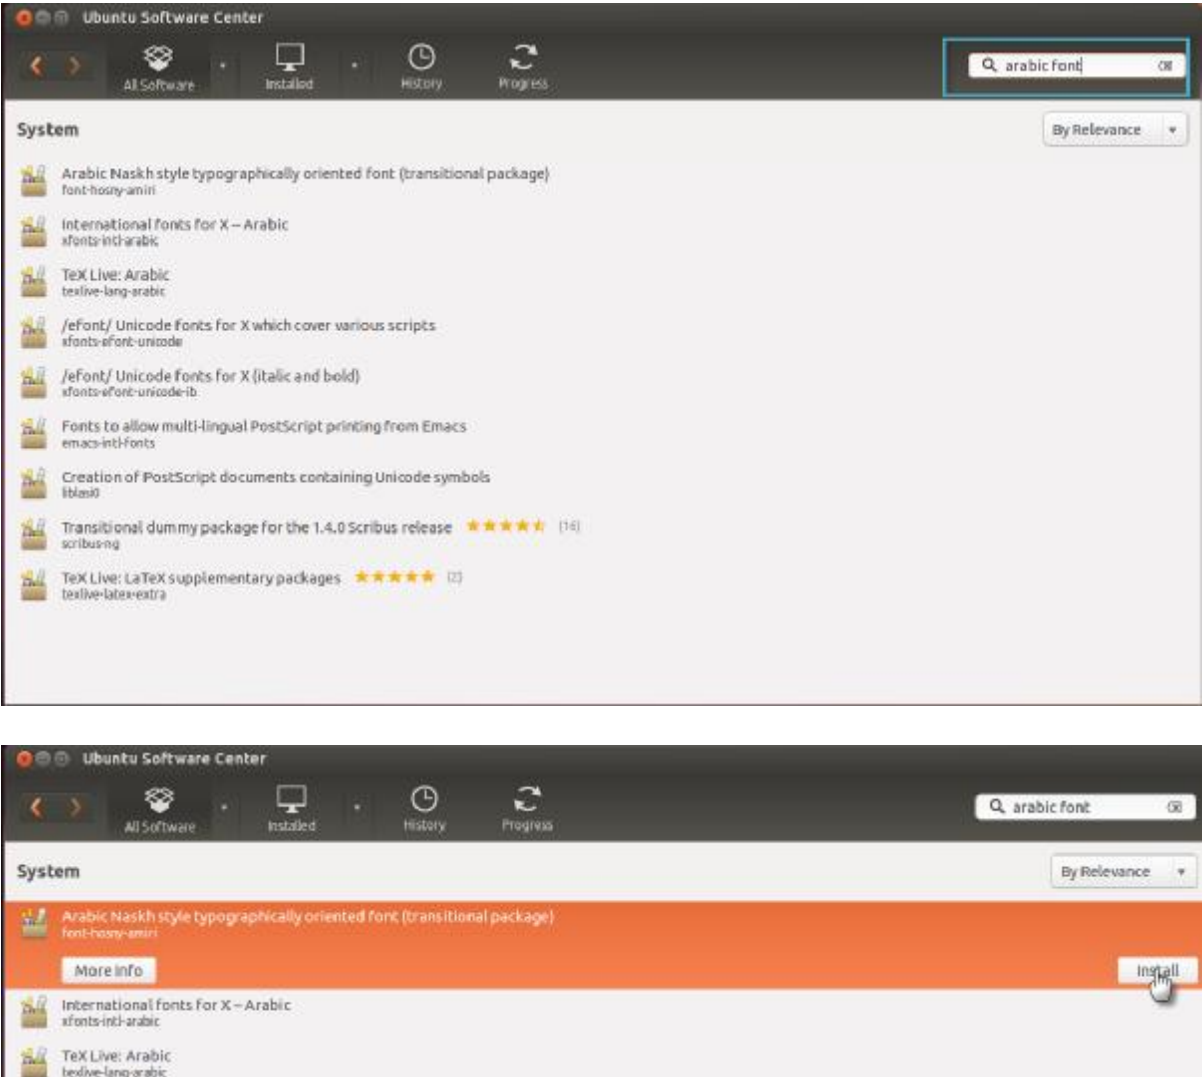 Ubuntu Software Center
All Software
Installed
History
Progress
arabic font
System
By Relevance
Arabic Naskh style typographically oriented font (transitional package)
font-hosny-amiri
International fonts for X – Arabic
xfonts-intl-arabic
TeX Live: Arabic
texlive-lang-arabic
/efont/ Unicode fonts for X which cover various scripts
xfonts-efont-unicode
/efont/ Unicode fonts for X (italic and bold)
xfonts-efont-unicode-ib
Fonts to allow multi-lingual PostScript printing from Emacs
emacs-intl-fonts
Creation of PostScript documents containing Unicode symbols
liblasi0
Transitional dummy package for the 1.4.0 Scribus release (16)
scribus-ng
TeX Live: LaTeX supplementary packages (2)
texlive-latex-extra
Ubuntu Software Center
All Software
Installed
History
Progress
arabic font
System
By Relevance
Arabic Naskh style typographically oriented font (transitional package)
font-hosny-amiri
More Info
Install
International fonts for X – Arabic
xfonts-intl-arabic
TeX Live: Arabic
texlive-lang-arabic